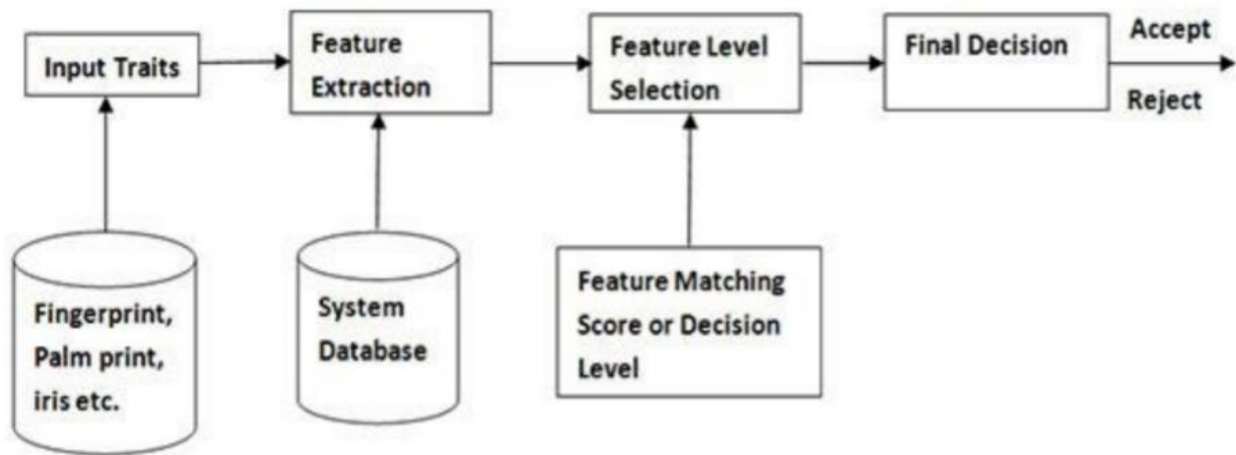 Input Traits
Feature
Extraction
Feature Level
Selection
Final Decision
Accept
Reject
Fingerprint,
Palm print,
iris etc.
System
Database
Feature Matching
Score or Decision
Level